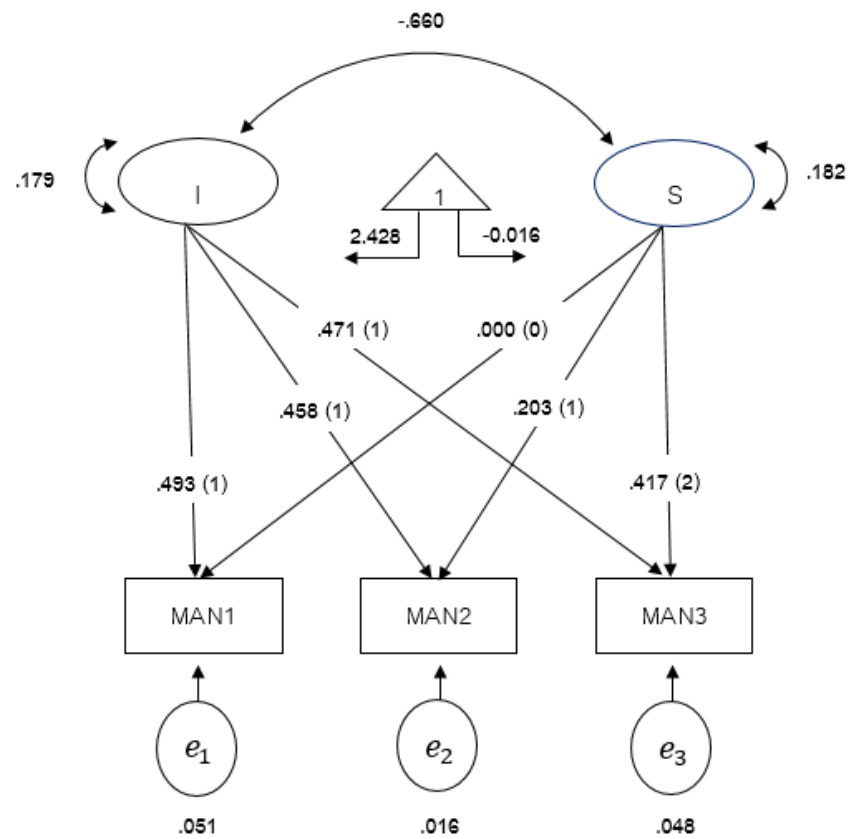 -.660
.179
I
1
S
.182
2.428
-0.016
.471 (1)
.000 (0)
.458 (1)
.203 (1)
.493 (1)
.417 (2)
MAN1
MAN2
MAN3
e₁
e₂
e₃
.051
.016
.048